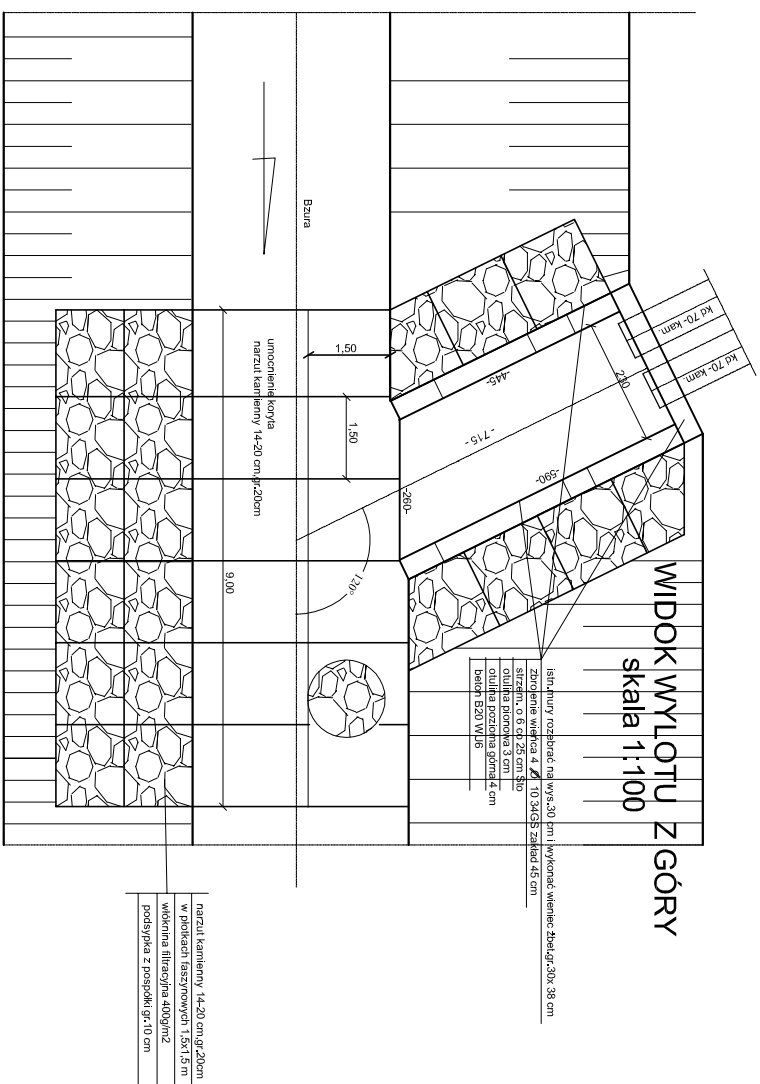 WIDOK WYLOTU Z GÓRY
skala 1:100
istn.mury rozebrać na wys.30 cm i wykonać wieniec żbet.gr.30x 38 cm
zbrojenie wieńca 4 Ø 10 34GS zakład 45 cm
strzem. o 6 co 25 cm St0
otulina pionowa 3 cm
otulina pozioma górna 4 cm
beton B20 WU6
kd 70- kam.
kd 70- kam.
230
-445-
-715-
-590-
-260-
120°
Bzura
1,50
1,50
umocnienie koryta
narzut kamienny 14-20 cm,gr.20cm
9,00
narzut kamienny 14-20 cm,gr.20cm
w płotkach faszynowych 1,5x1,5 m
włóknina filtracyjna 400g/m2
podsypka z pospółki gr.10 cm